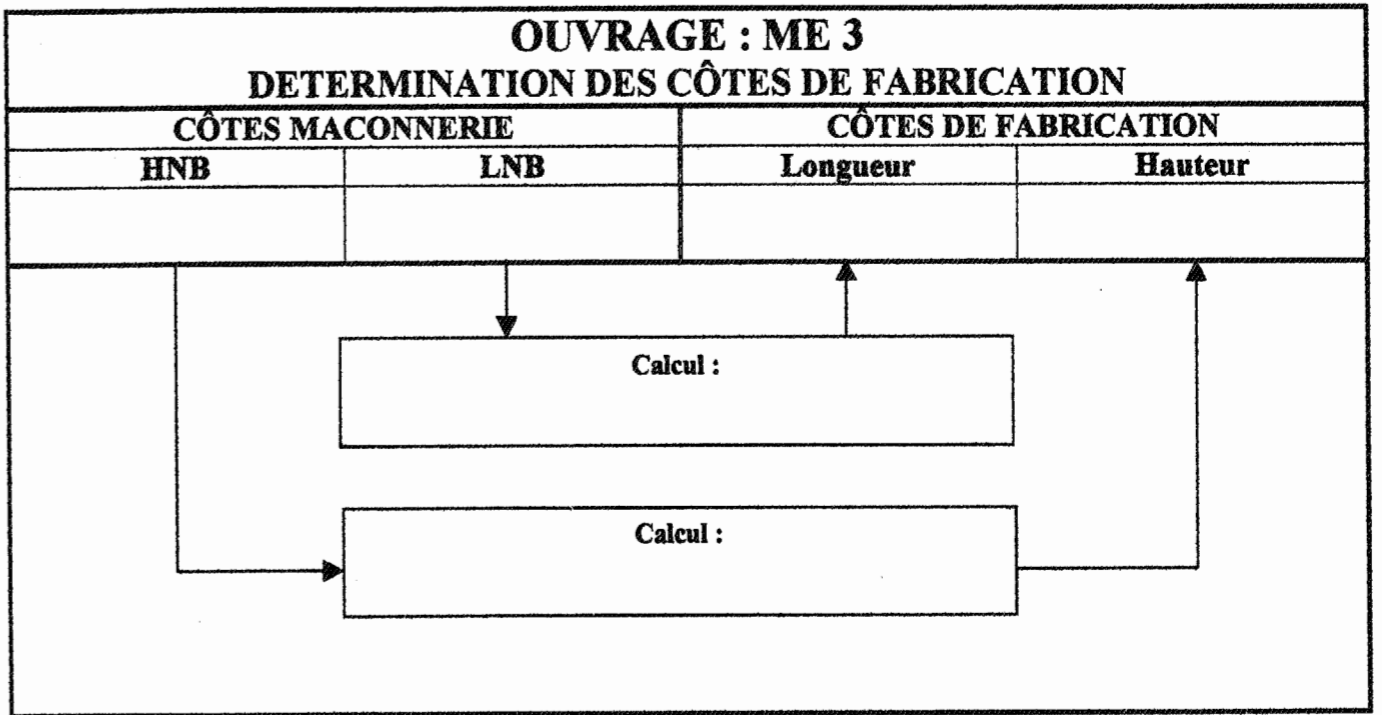 OUVRAGE : ME 3
DETERMINATION DES CÔTES DE FABRICATION
CÔTES MACONNERIE CÔTES DE FABRICATION
HNB LNB Longueur Hauteur
Calcul :
Calcul :